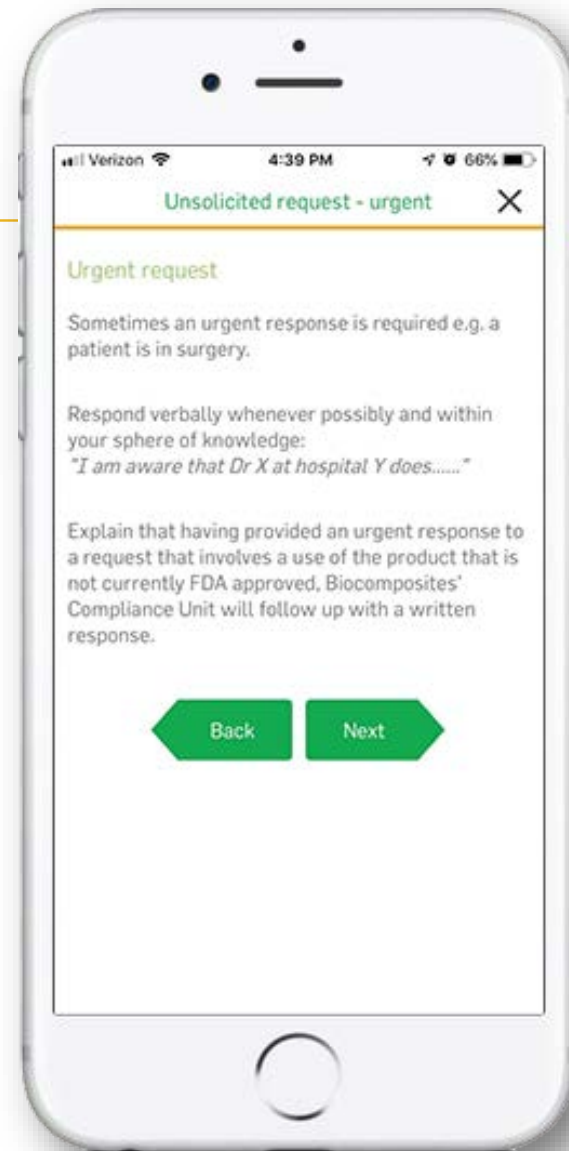 Verizon 4:39 PM 66%
Unsolicited request - urgent
Urgent request
Sometimes an urgent response is required e.g. a
patient is in surgery.
Respond verbally whenever possibly and within
your sphere of knowledge:
"I am aware that Dr X at hospital Y does......"
Explain that having provided an urgent response to
a request that involves a use of the product that is
not currently FDA approved, Biocomposites'
Compliance Unit will follow up with a written
response.
Back Next